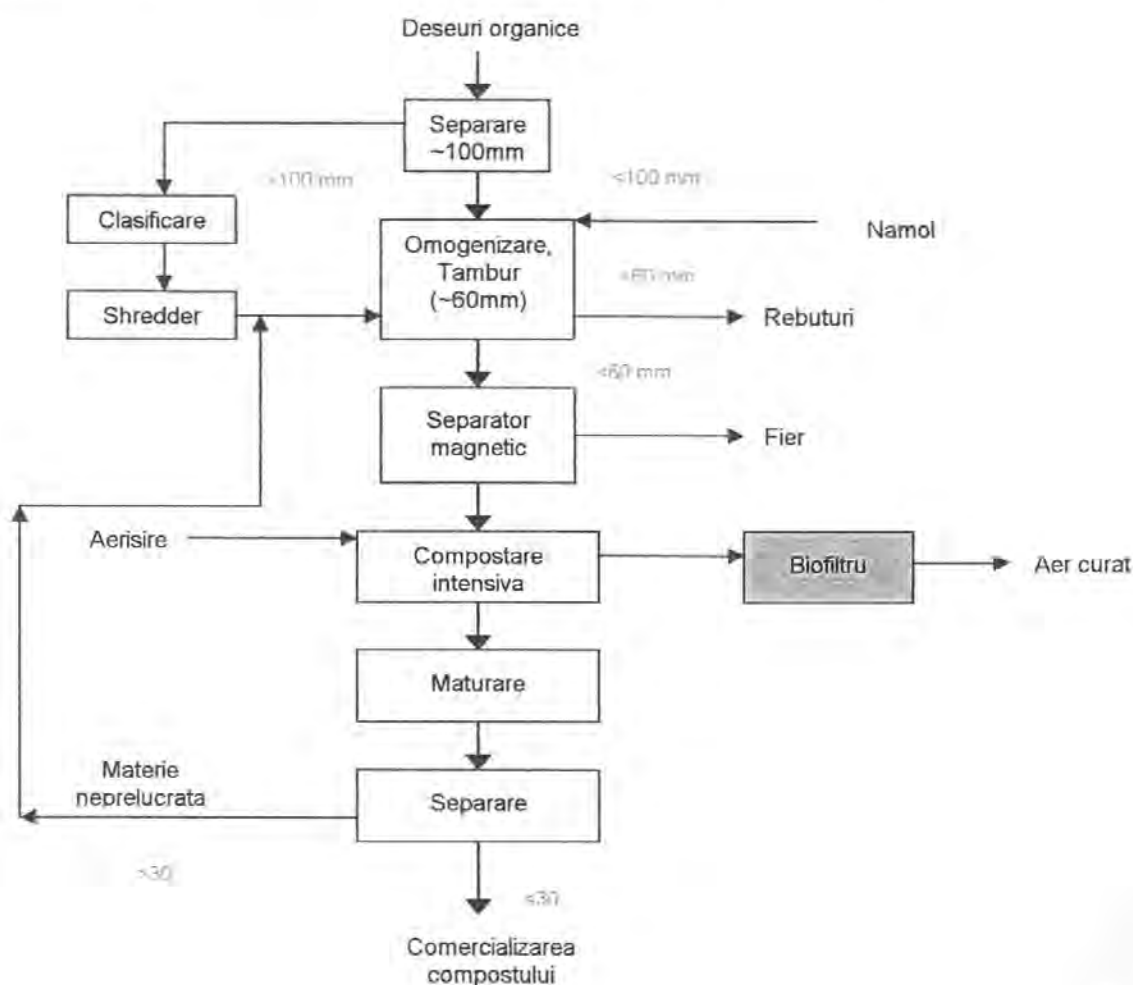 Deseuri organice
Separare
~100mm
>100 mm
<100 mm
Clasificare
Omogenizare,
Tambur
(~60mm)
Namol
Shredder
Rebuturi
<60 mm
Separator
magnetic
Fier
Aerisire
Compostare
intensiva
Biofiltru
Aer curat
Maturare
Materie
neprelucrata
Separare
>30
<30
Comercializarea
compostului